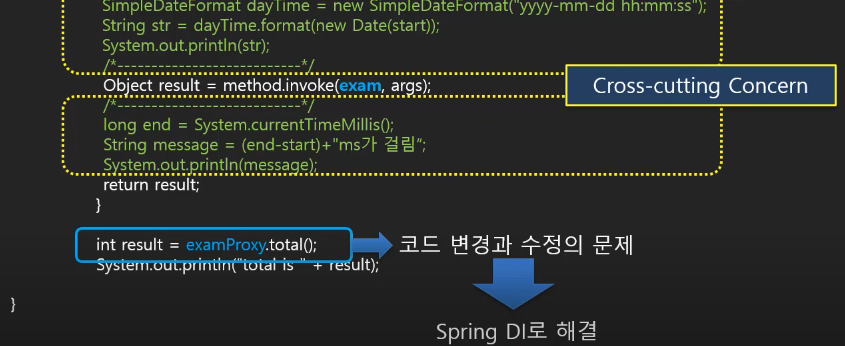 SimpleDateFormat dayTime = new SimpleDateFormat("yyyy-mm-dd hh:mm:ss");
String str = dayTime.format(new Date(start));
System.out.println(str);
/*---------------------------*/
Object result = method.invoke(exam, args);
Cross-cutting Concern
/*---------------------------*/
long end = System.currentTimeMillis();
String message = (end-start)+"ms가 걸림";
System.out.println(message);
return result;
}
int result = examProxy.total();
코드 변경과 수정의 문제
System.out.println("total is " + result);
}
Spring DI로 해결